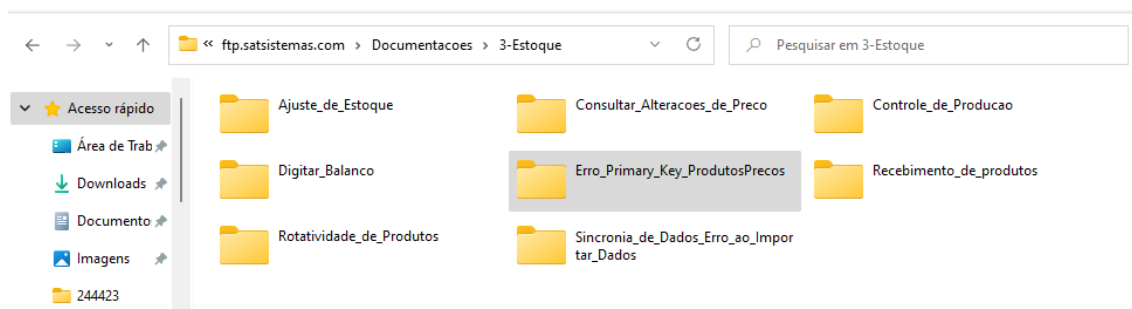 « ftp.satsistemas.com › Documentacoes › 3-Estoque
Pesquisar em 3-Estoque
Acesso rápido
Área de Trab
Downloads
Documento
Imagens
244423
Ajuste_de_Estoque
Consultar_Alteracoes_de_Preco
Controle_de_Producao
Digitar_Balanco
Erro_Primary_Key_ProdutosPrecos
Recebimento_de_produtos
Rotatividade_de_Produtos
Sincronia_de_Dados_Erro_ao_Impor
tar_Dados